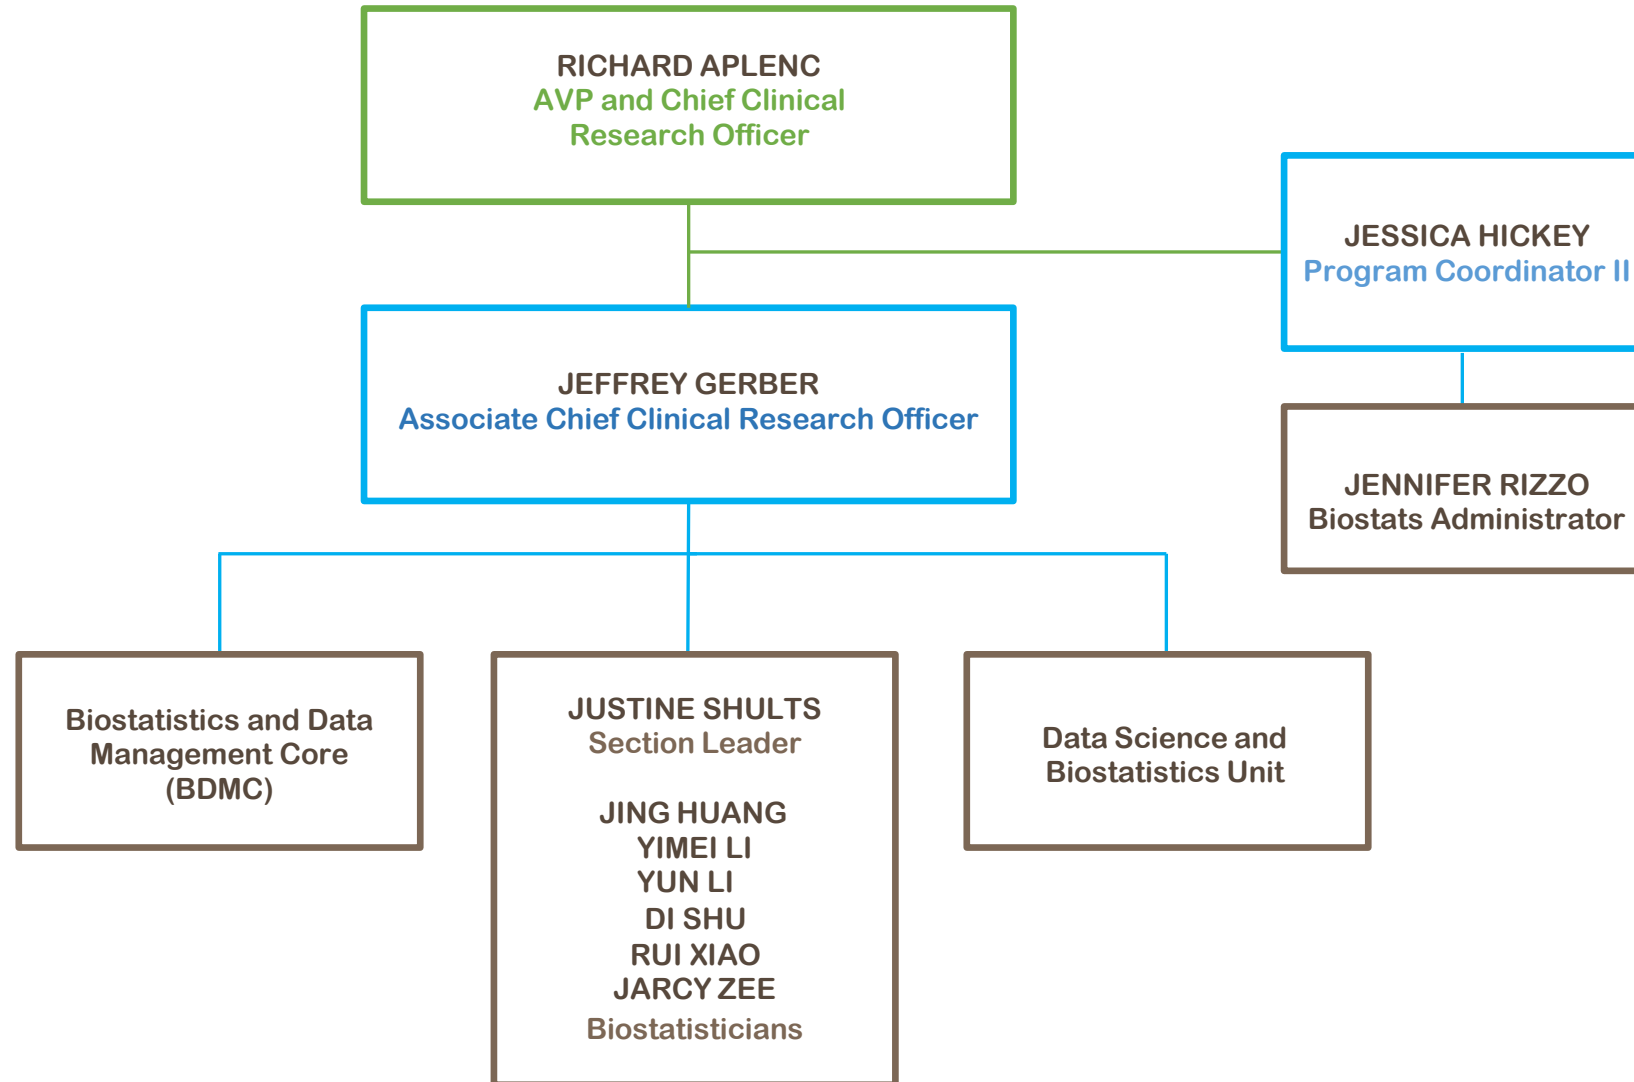 RICHARD APLENC
AVP and Chief Clinical
Research Officer
JESSICA HICKEY
Program Coordinator II
JEFFREY GERBER
Associate Chief Clinical Research Officer
JENNIFER RIZZO
Biostats Administrator
Biostatistics and Data
Management Core
(BDMC)
JUSTINE SHULTS
Section Leader
JING HUANG
YIMEI LI
YUN LI
DI SHU
RUI XIAO
JARCY ZEE
Biostatisticians
Data Science and
Biostatistics Unit